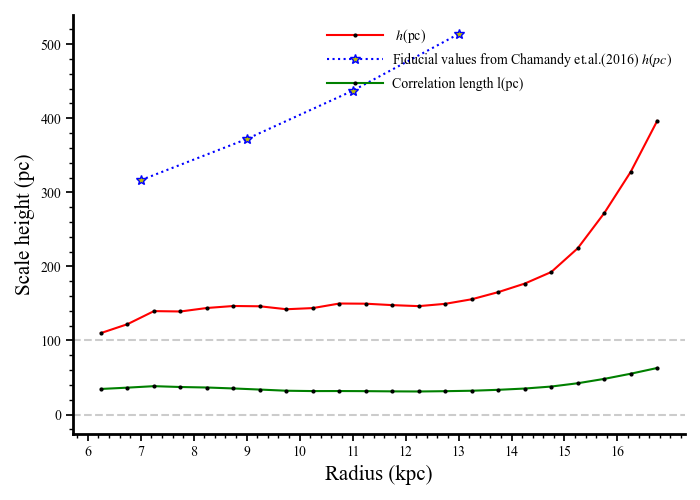 h(pc)
Fiducial values from Chamandy et.al.(2016) h(pc)
Correlation length l(pc)
Scale height (pc)
500
400
300
200
100
0
6 7 8 9 10 11 12 13 14 15 16
Radius (kpc)